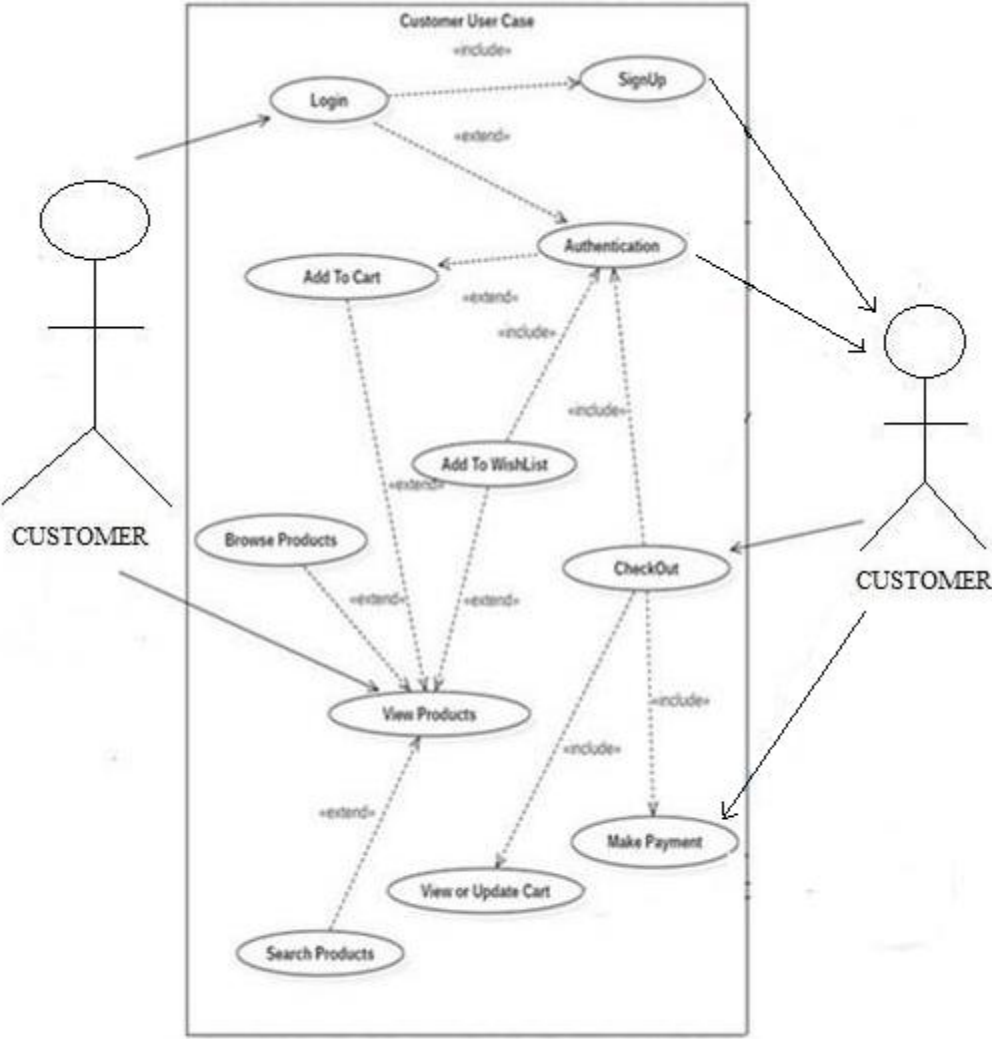 Customer User Case
«include»
SignUp
Login
«extend»
Authentication
Add To Cart
«extend»
«include»
«include»
Add To WishList
«extend»
CUSTOMER
Browse Products
CheckOut
CUSTOMER
«extend»
«extend»
«include»
View Products
«include»
«extend»
Make Payment
View or Update Cart
Search Products